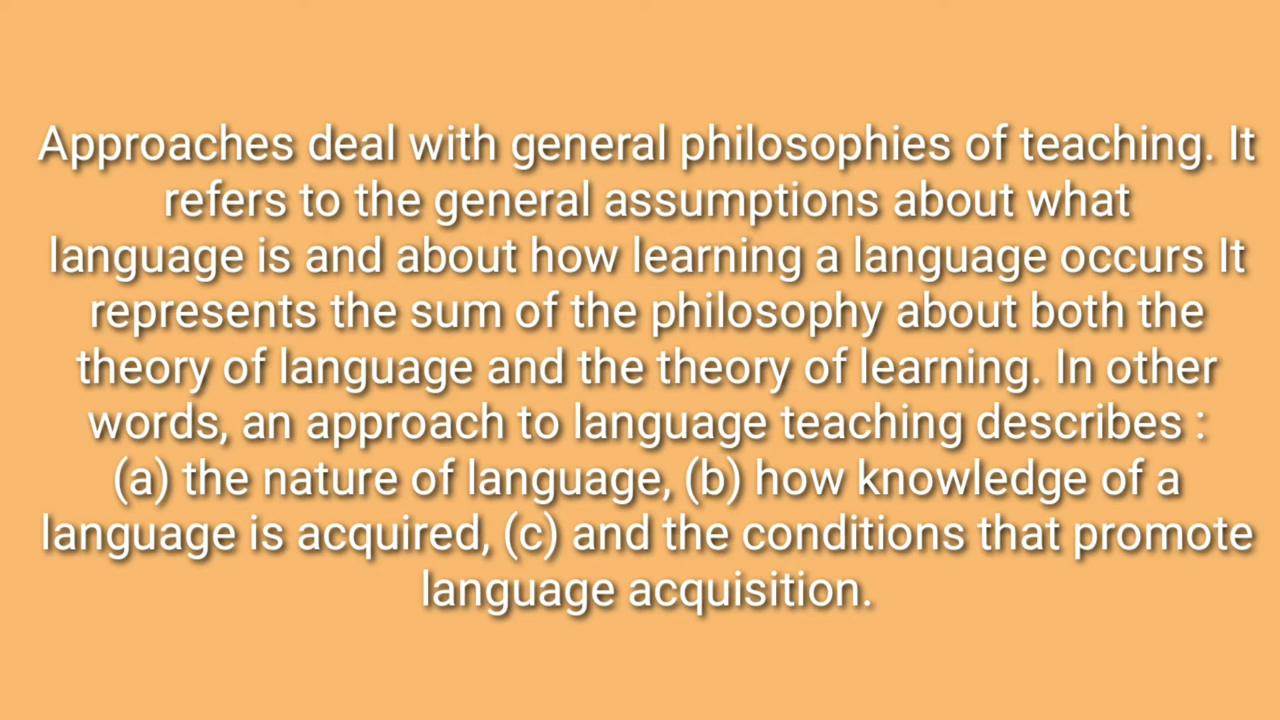 Approaches deal with general philosophies of teaching. It
refers to the general assumptions about what
language is and about how learning a language occurs It
represents the sum of the philosophy about both the
theory of language and the theory of learning. In other
words, an approach to language teaching describes :
(a) the nature of language, (b) how knowledge of a
language is acquired, (c) and the conditions that promote
language acquisition.